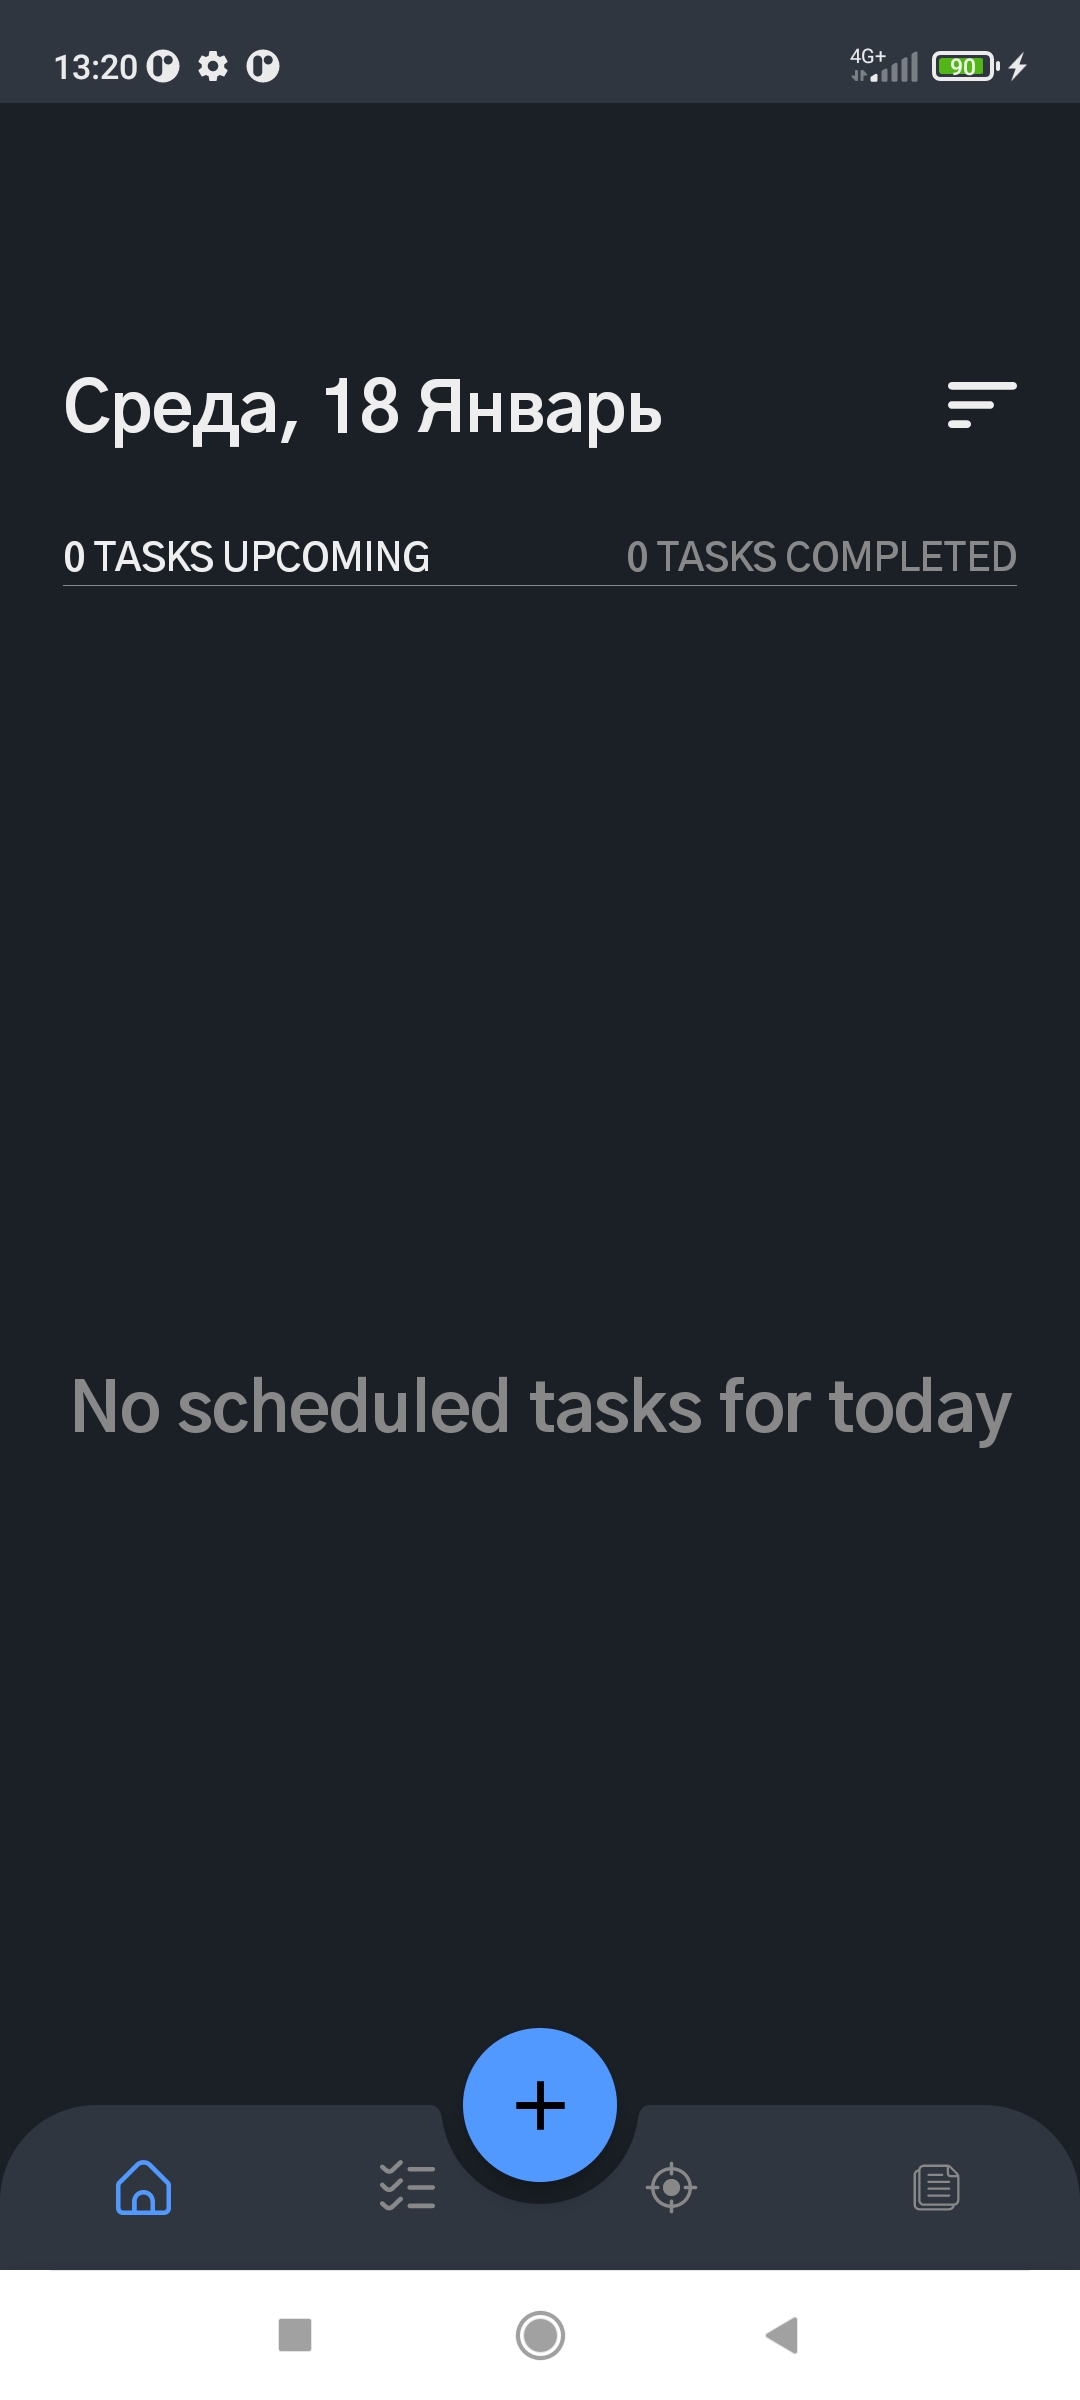 13:20
4G+
90
Среда, 18 Январь
0 TASKS UPCOMING
0 TASKS COMPLETED
No scheduled tasks for today